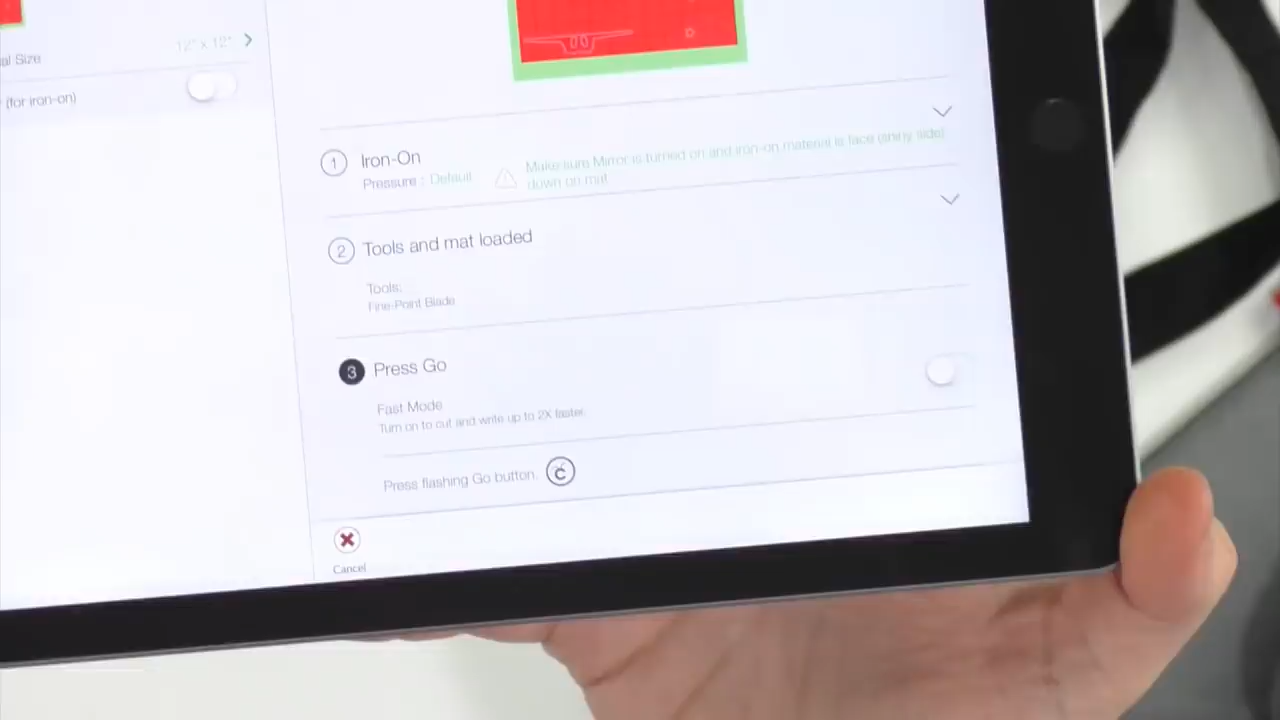 al Size
12" x 12"
(for iron-on)
1 Iron-On
Pressure : Default
Make sure Mirror is turned on and iron-on material is face (shiny side)
down on mat
2 Tools and mat loaded
Tools:
Fine-Point Blade
3 Press Go
Fast Mode
Turn on to cut and write up to 2X faster.
Press flashing Go button. C
Cancel